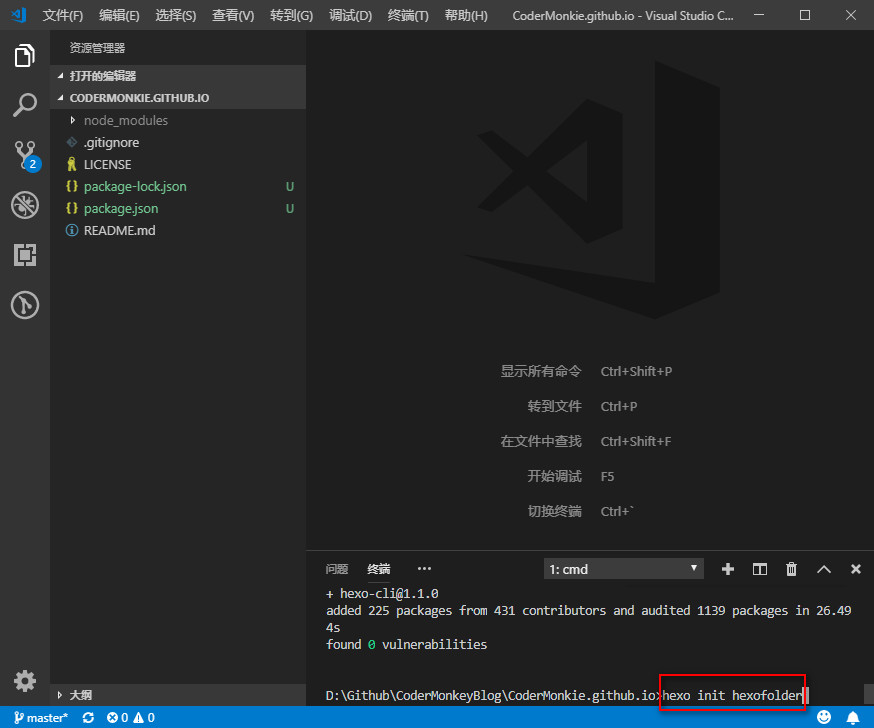 文件(F) 编辑(E) 选择(S) 查看(V) 转到(G) 调试(D) 终端(T) 帮助(H) CoderMonkie.github.io - Visual Studio C...
资源管理器
打开的编辑器
CODERMONKIE.GITHUB.IO
node_modules
.gitignore
LICENSE
{} package-lock.json U
{} package.json U
README.md
2
显示所有命令 Ctrl+Shift+P
转到文件 Ctrl+P
在文件中查找 Ctrl+Shift+F
开始调试 F5
切换终端 Ctrl+`
问题 终端 ··· 1: cmd
+ hexo-cli@1.1.0
added 225 packages from 431 contributors and audited 1139 packages in 26.49
4s
found 0 vulnerabilities
D:\Github\CoderMonkeyBlog\CoderMonkie.github.io>hexo init hexofolder
大纲
master* 0 0